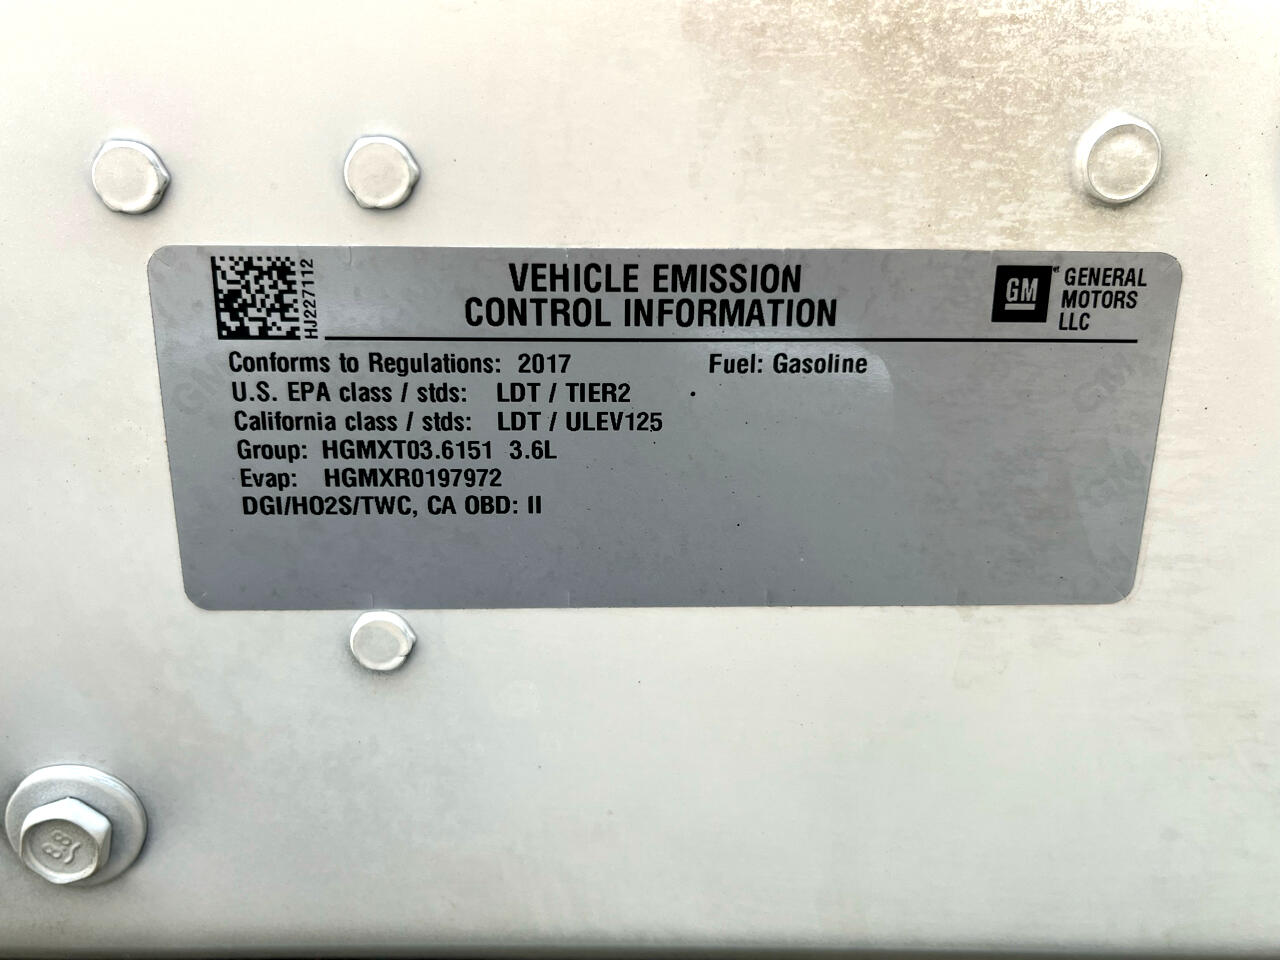 HJ227112
VEHICLE EMISSION
CONTROL INFORMATION
GM
GENERAL
MOTORS
LLC
Conforms to Regulations: 2017
Fuel: Gasoline
U.S. EPA class / stds: LDT / TIER2
California class / stds: LDT / ULEV125
Group: HGMXT03.6151 3.6L
Evap: HGMXR0197972
DGI/HO2S/TWC, CA OBD: II
8.8